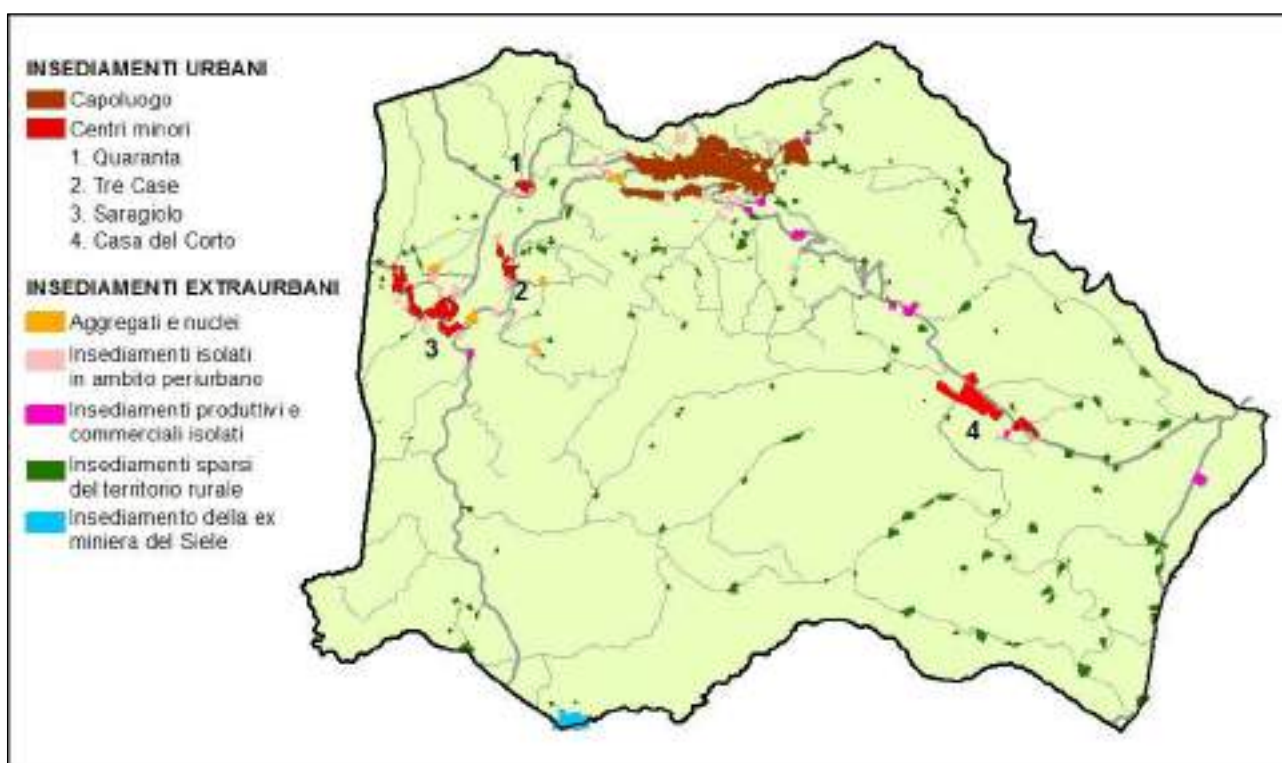 INSEDIAMENTI URBANI
Capoluogo
Centri minori
1. Quaranta
2. Tre Case
3. Saragiolo
4. Casa del Corto
INSEDIAMENTI EXTRAURBANI
Aggregati e nuclei
Insediamenti isolati
in ambito periurbano
Insediamenti produttivi e
commerciali isolati
Insediamenti sparsi
del territorio rurale
Insediamento della ex
miniera del Siele
1
2
3
4